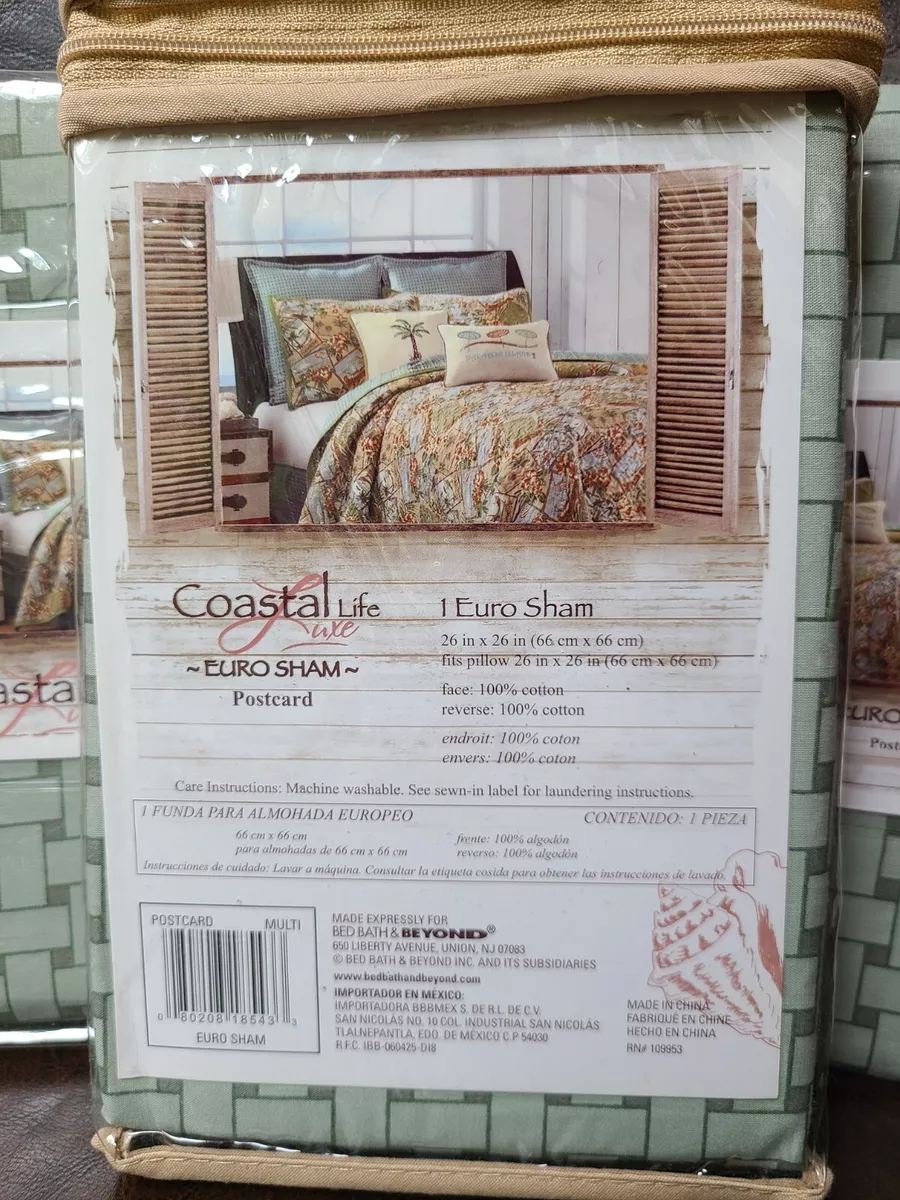 Coastal Life
Luxe
~ EURO SHAM ~
Postcard
1 Euro Sham
26 in x 26 in (66 cm x 66 cm)
fits pillow 26 in x 26 in (66 cm x 66 cm)
face: 100% cotton
reverse: 100% cotton
endroit: 100% coton
envers: 100% coton
Care Instructions: Machine washable. See sewn-in label for laundering instructions.
1 FUNDA PARA ALMOHADA EUROPEO
CONTENIDO: 1 PIEZA
66 cm x 66 cm
para almohadas de 66 cm x 66 cm
frente: 100% algodón
reverso: 100% algodón
Instrucciones de cuidado: Lavar a máquina. Consultar la etiqueta cosida para obtener las instrucciones de lavado.
POSTCARD MULTI
0 80208 18543 3
EURO SHAM
MADE EXPRESSLY FOR
BED BATH & BEYOND®
650 LIBERTY AVENUE, UNION, NJ 07083
© BED BATH & BEYOND INC. AND ITS SUBSIDIARIES
www.bedbathandbeyond.com
IMPORTADOR EN MÉXICO:
IMPORTADORA BBBMEX S. DE R.L. DE C.V.
SAN NICOLÁS NO. 10 COL. INDUSTRIAL SAN NICOLÁS
TLALNEPANTLA, EDO. DE MÉXICO C.P 54030
R.F.C. IBB-060425-DI8
MADE IN CHINA
FABRIQUÉ EN CHINE
HECHO EN CHINA
RN# 109953
asta
URO
Post